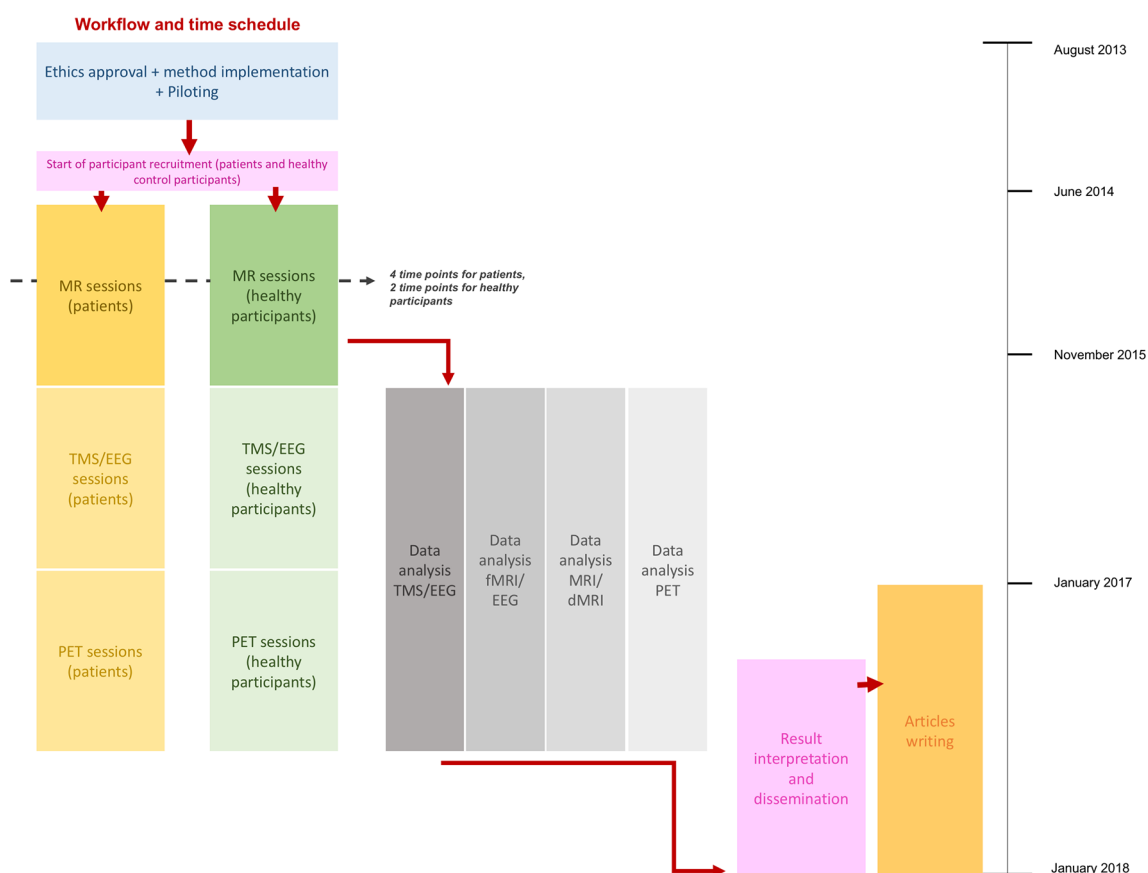 Workflow and time schedule
Ethics approval + method implementation
+ Piloting
Start of participant recruitment (patients and healthy
control participants)
MR sessions
(patients)
MR sessions
(healthy
participants)
4 time points for patients,
2 time points for healthy
participants
TMS/EEG
sessions
(patients)
TMS/EEG
sessions
(healthy
participants)
PET sessions
(patients)
PET sessions
(healthy
participants)
Data
analysis
TMS/EEG
Data
analysis
fMRI/
EEG
Data
analysis
MRI/
dMRI
Data
analysis
PET
Result
interpretation
and
dissemination
Articles
writing
August 2013
June 2014
November 2015
January 2017
January 2018